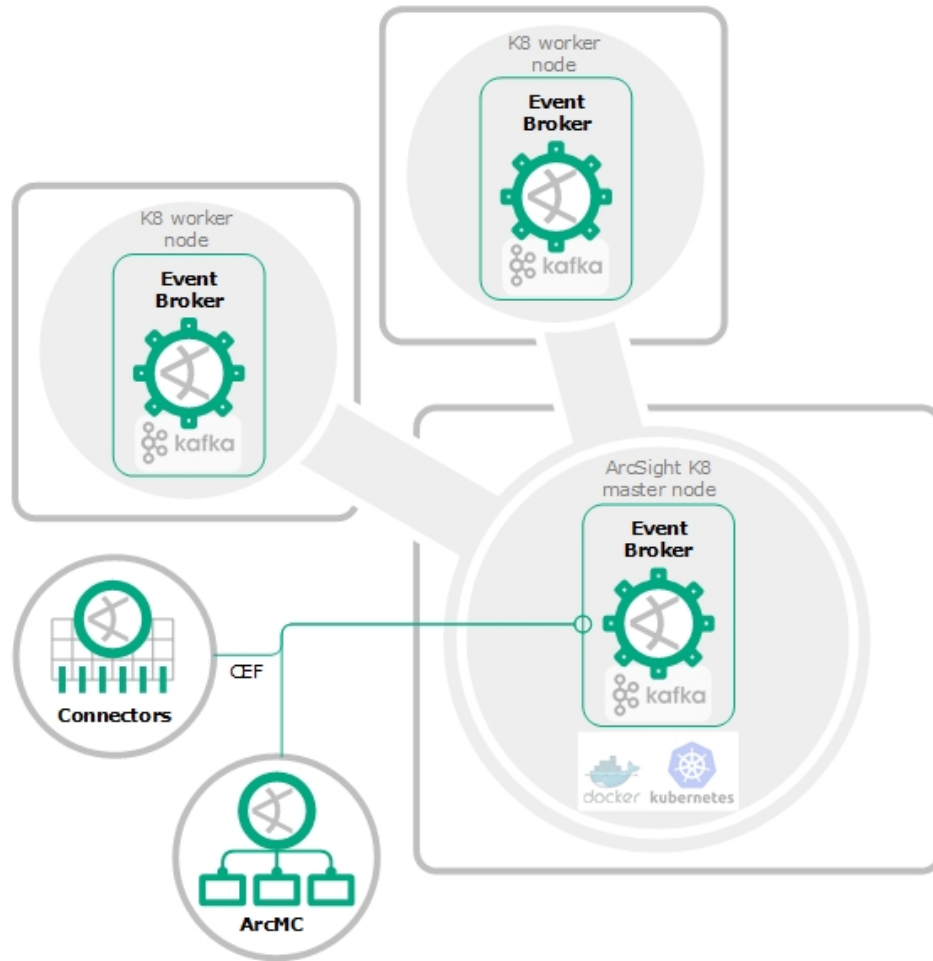 K8 worker
node
Event
Broker
kafka
K8 worker
node
Event
Broker
kafka
ArcSight K8
master node
Event
Broker
kafka
docker kubernetes
CEF
Connectors
ArcMC